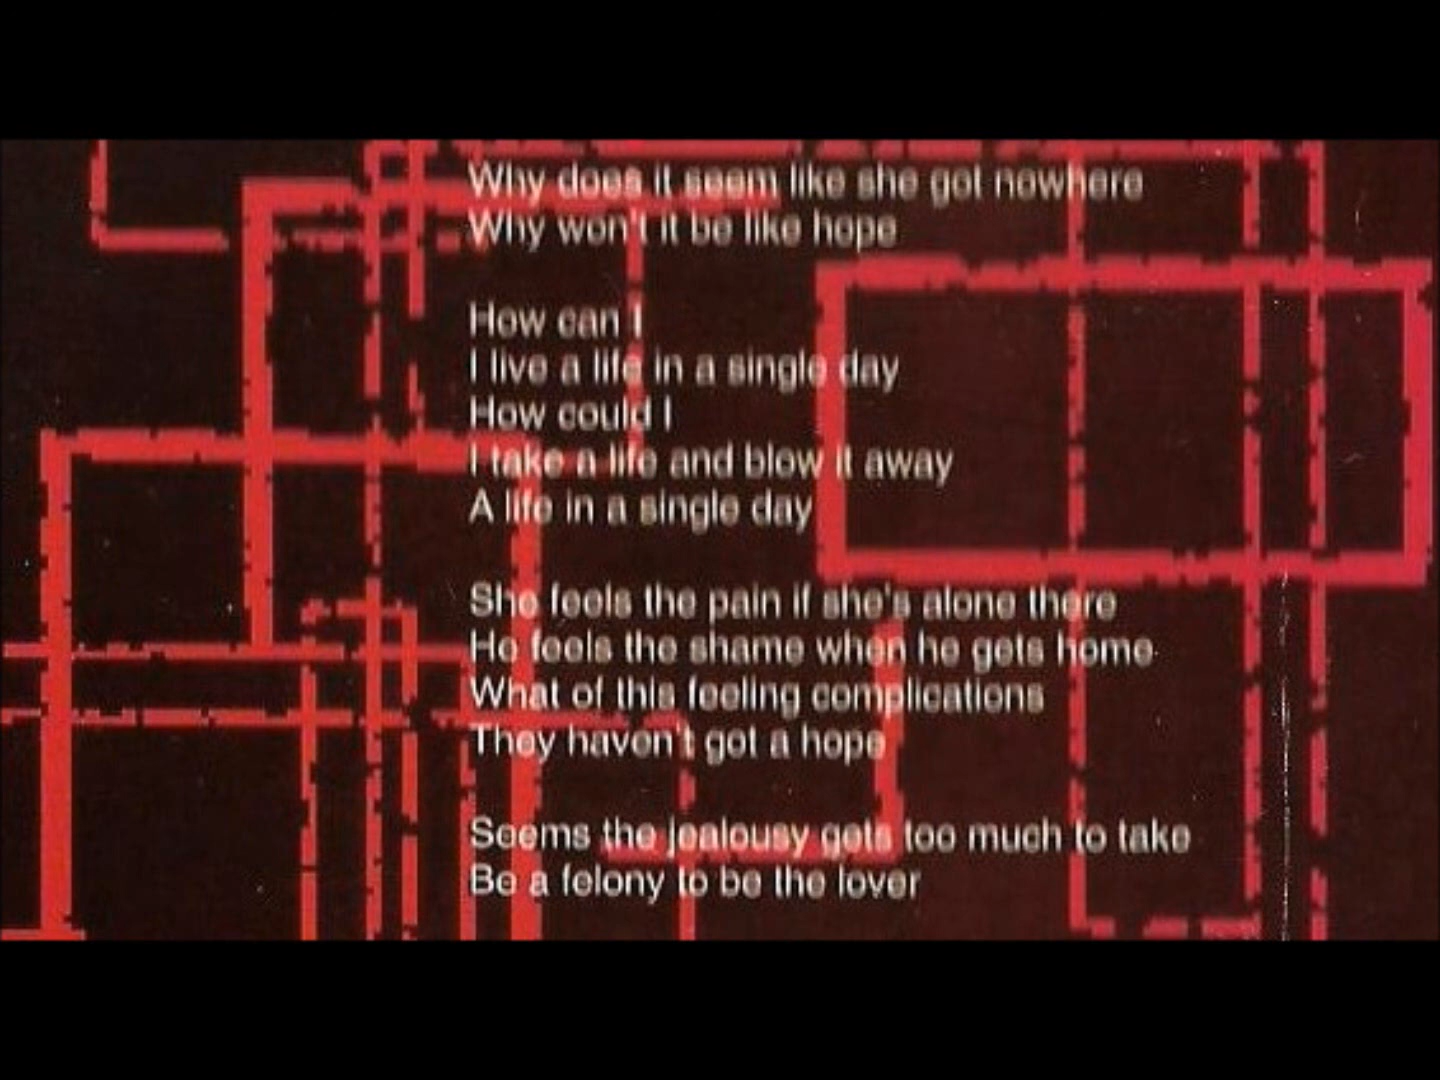 Why does it seem like she got nowhere
Why won't it be like hope
How can I
I live a life in a single day
How could I
I take a life and blow it away
A life in a single day
She feels the pain if she's alone there
He feels the shame when he gets home
What of this feeling complications
They haven't got a hope
Seems the jealousy gets too much to take
Be a felony to be the lover